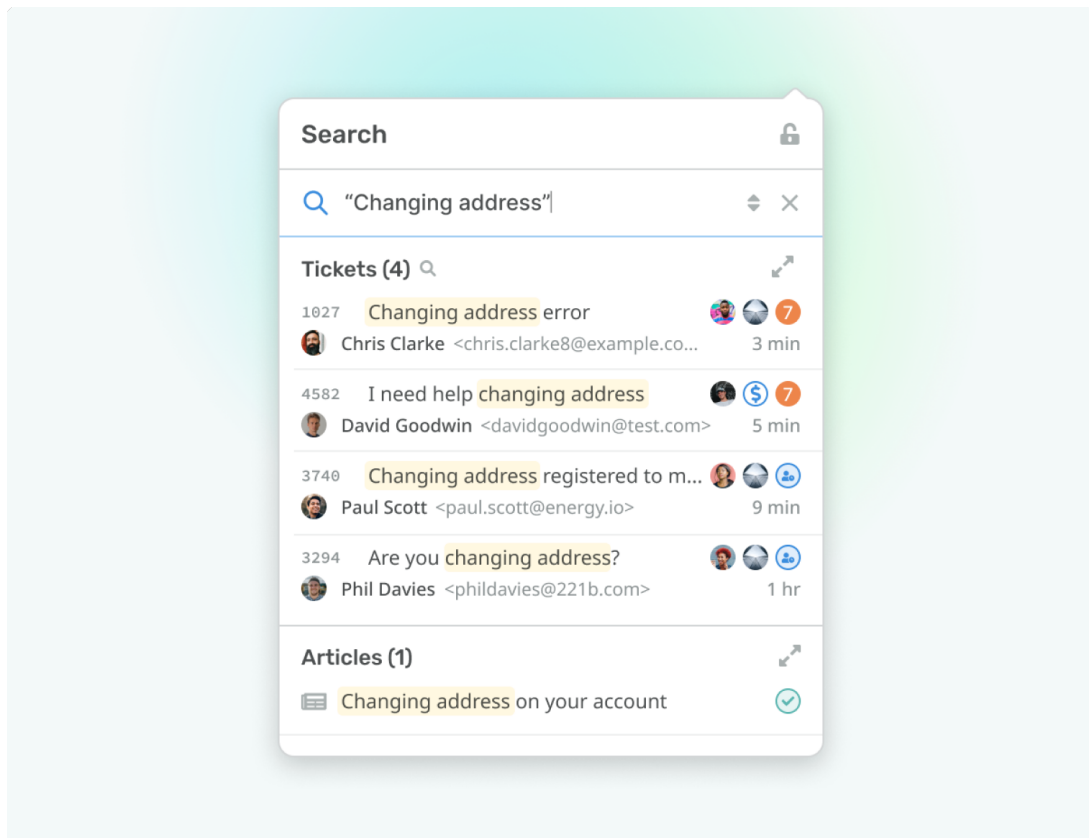 Search
“Changing address”
Tickets (4)
1027 Changing address error 7
Chris Clarke <chris.clarke8@example.co... 3 min
4582 I need help changing address $ 7
David Goodwin <davidgoodwin@test.com> 5 min
3740 Changing address registered to m...
Paul Scott <paul.scott@energy.io> 9 min
3294 Are you changing address?
Phil Davies <phildavies@221b.com> 1 hr
Articles (1)
Changing address on your account